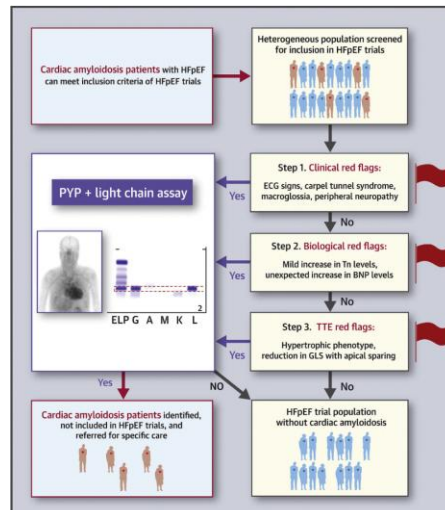 Cardiac amyloidosis patients with HFpEF
can meet inclusion criteria of HFpEF trials
Heterogeneous population screened
for inclusion in HFpEF trials
Step 1. Clinical red flags:
ECG signs, carpel tunnel syndrome,
macroglossia, peripheral neuropathy
Yes
No
PYP + light chain assay
2
ELP G A M K L
Step 2. Biological red flags:
Mild increase in Tn levels,
unexpected increase in BNP levels
Yes
No
Step 3. TTE red flags:
Hypertrophic phenotype,
reduction in GLS with apical sparing
Yes
No
Yes
NO
Cardiac amyloidosis patients identified,
not included in HFpEF trials, and
referred for specific care
HFpEF trial population
without cardiac amyloidosis